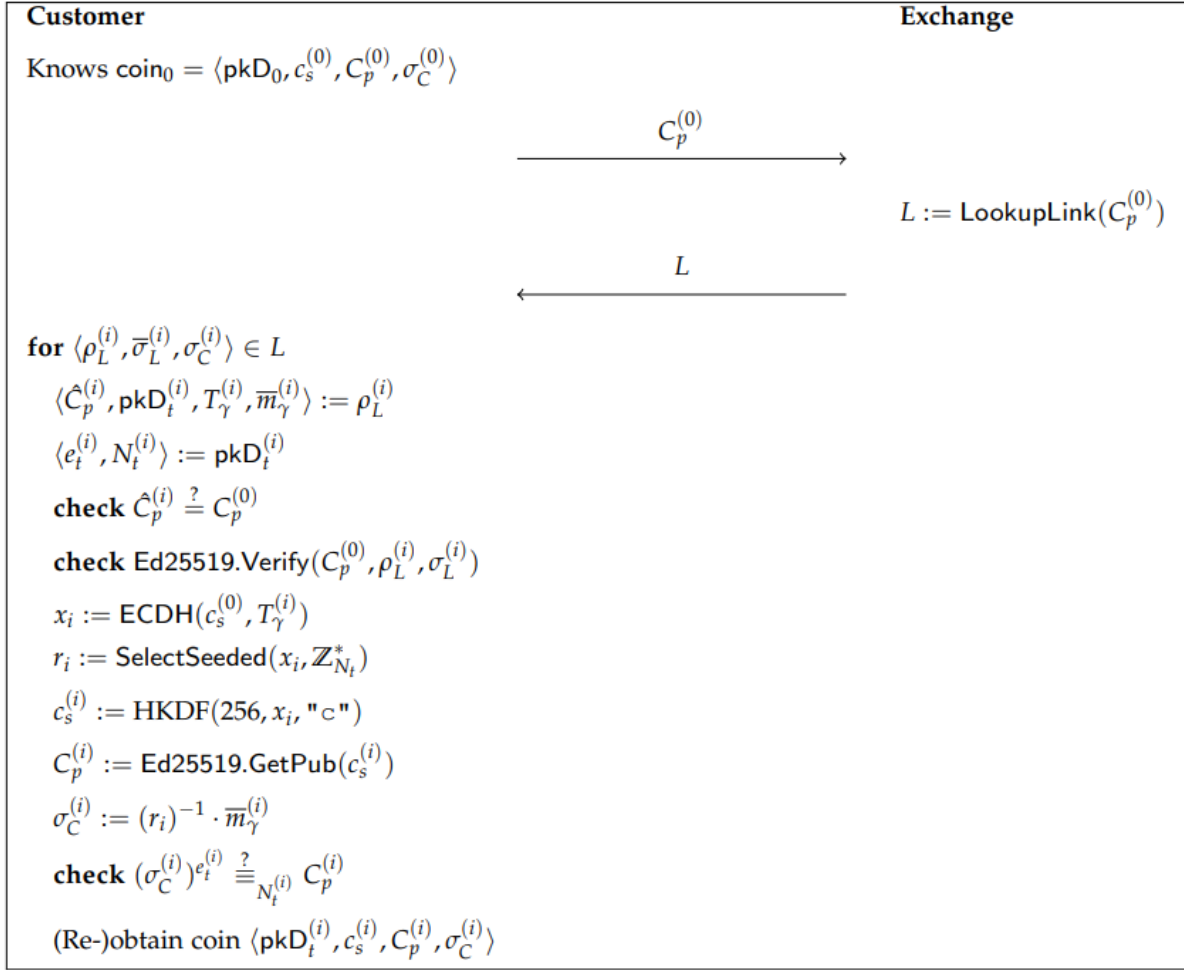 Customer Exchange
Knows coin₀ = ⟨pkD₀, c_s^{(0)}, C_p^{(0)}, σ_C^{(0)}⟩
C_p^{(0)}
L := LookupLink(C_p^{(0)})
L
for ⟨ρ_L^{(i)}, σ̅_L^{(i)}, σ_C^{(i)}⟩ ∈ L
⟨Ĉ_p^{(i)}, pkD_t^{(i)}, T_γ^{(i)}, m̅_γ^{(i)}⟩ := ρ_L^{(i)}
⟨e_t^{(i)}, N_t^{(i)}⟩ := pkD_t^{(i)}
check Ĉ_p^{(i)} ≟ C_p^{(0)}
check Ed25519.Verify(C_p^{(0)}, ρ_L^{(i)}, σ_L^{(i)})
x_i := ECDH(c_s^{(0)}, T_γ^{(i)})
r_i := SelectSeeded(x_i, ℤ*_{N_t})
c_s^{(i)} := HKDF(256, x_i, "c")
C_p^{(i)} := Ed25519.GetPub(c_s^{(i)})
σ_C^{(i)} := (r_i)^{-1} · m̅_γ^{(i)}
check (σ_C^{(i)})^{e_t^{(i)}} ≡^?_{N_t^{(i)}} C_p^{(i)}
(Re-)obtain coin ⟨pkD_t^{(i)}, c_s^{(i)}, C_p^{(i)}, σ_C^{(i)}⟩